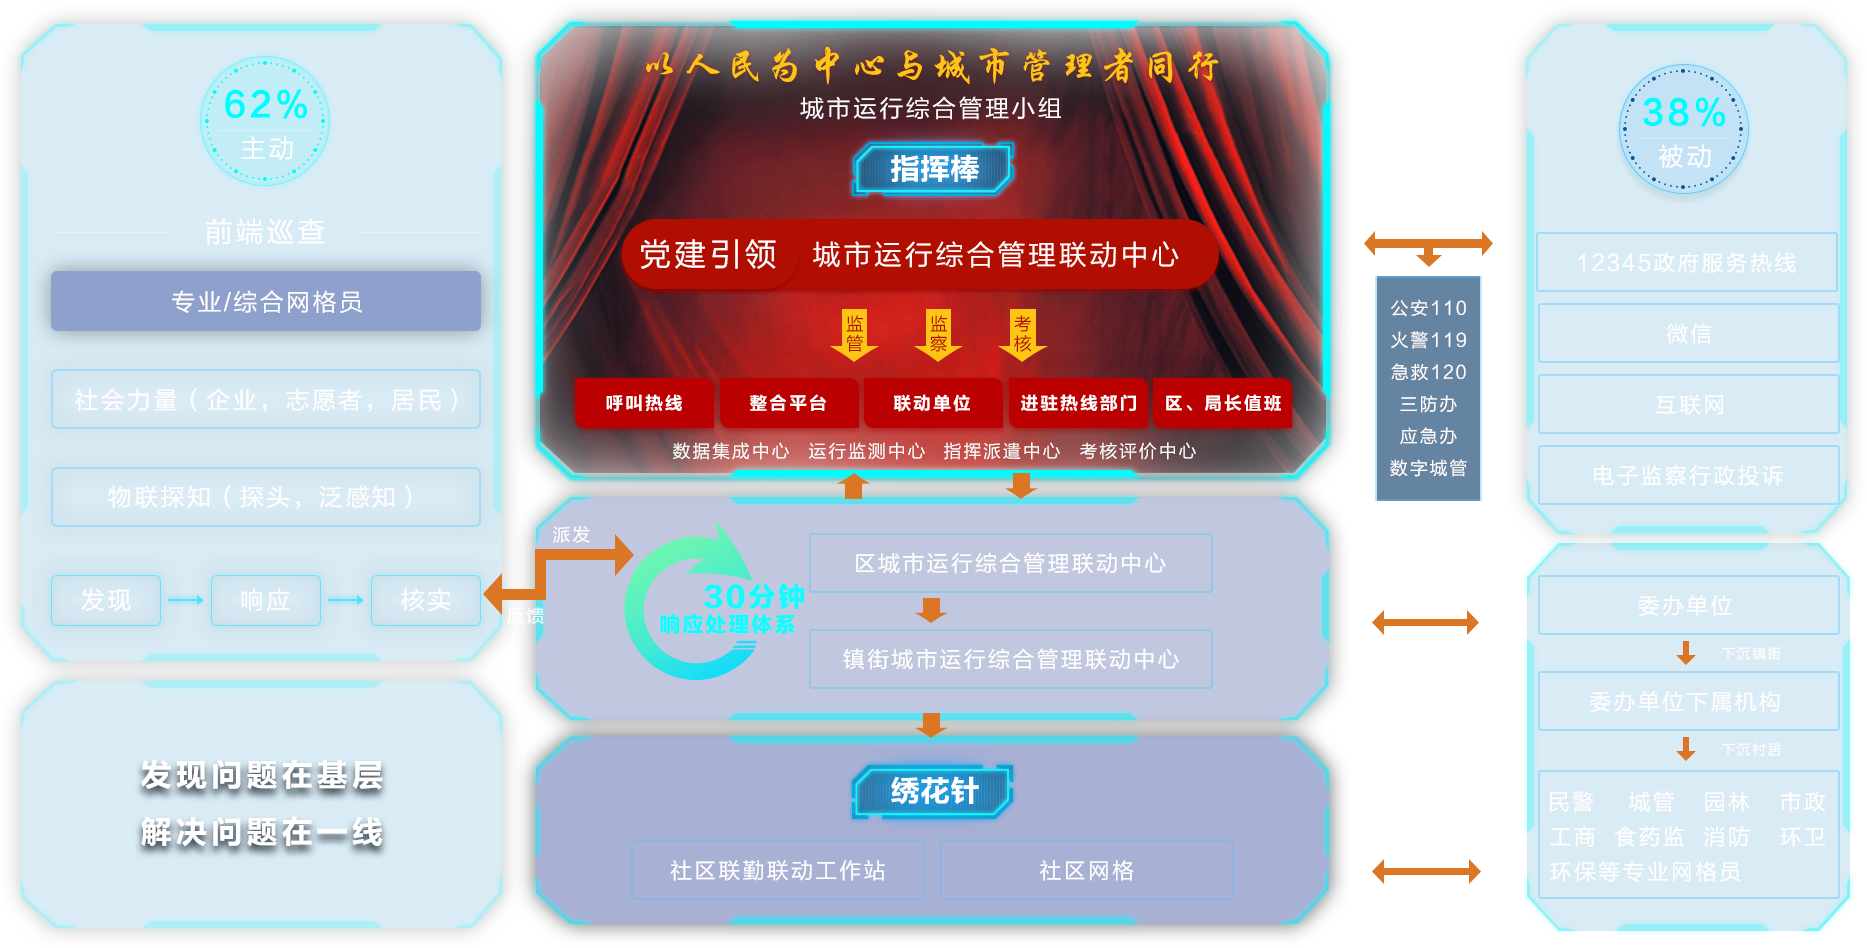 62%
主动
前端巡查
专业/综合网格员
社会力量（企业，志愿者，居民）
物联探知（探头，泛感知）
发现
响应
核实
发现问题在基层
解决问题在一线
以人民为中心与城市管理者同行
城市运行综合管理小组
指挥棒
党建引领
城市运行综合管理联动中心
监管
监察
考核
呼叫热线
整合平台
联动单位
进驻热线部门
区、局长值班
数据集成中心 运行监测中心 指挥派遣中心 考核评价中心
派发
反馈
30分钟
响应处理体系
区城市运行综合管理联动中心
镇街城市运行综合管理联动中心
绣花针
社区联勤联动工作站
社区网格
公安110
火警119
急救120
三防办
应急办
数字城管
38%
被动
12345政府服务热线
微信
互联网
电子监察行政投诉
委办单位
下沉镇街
委办单位下属机构
下沉村居
民警 城管 园林 市政
工商 食药监 消防 环卫
环保等专业网格员